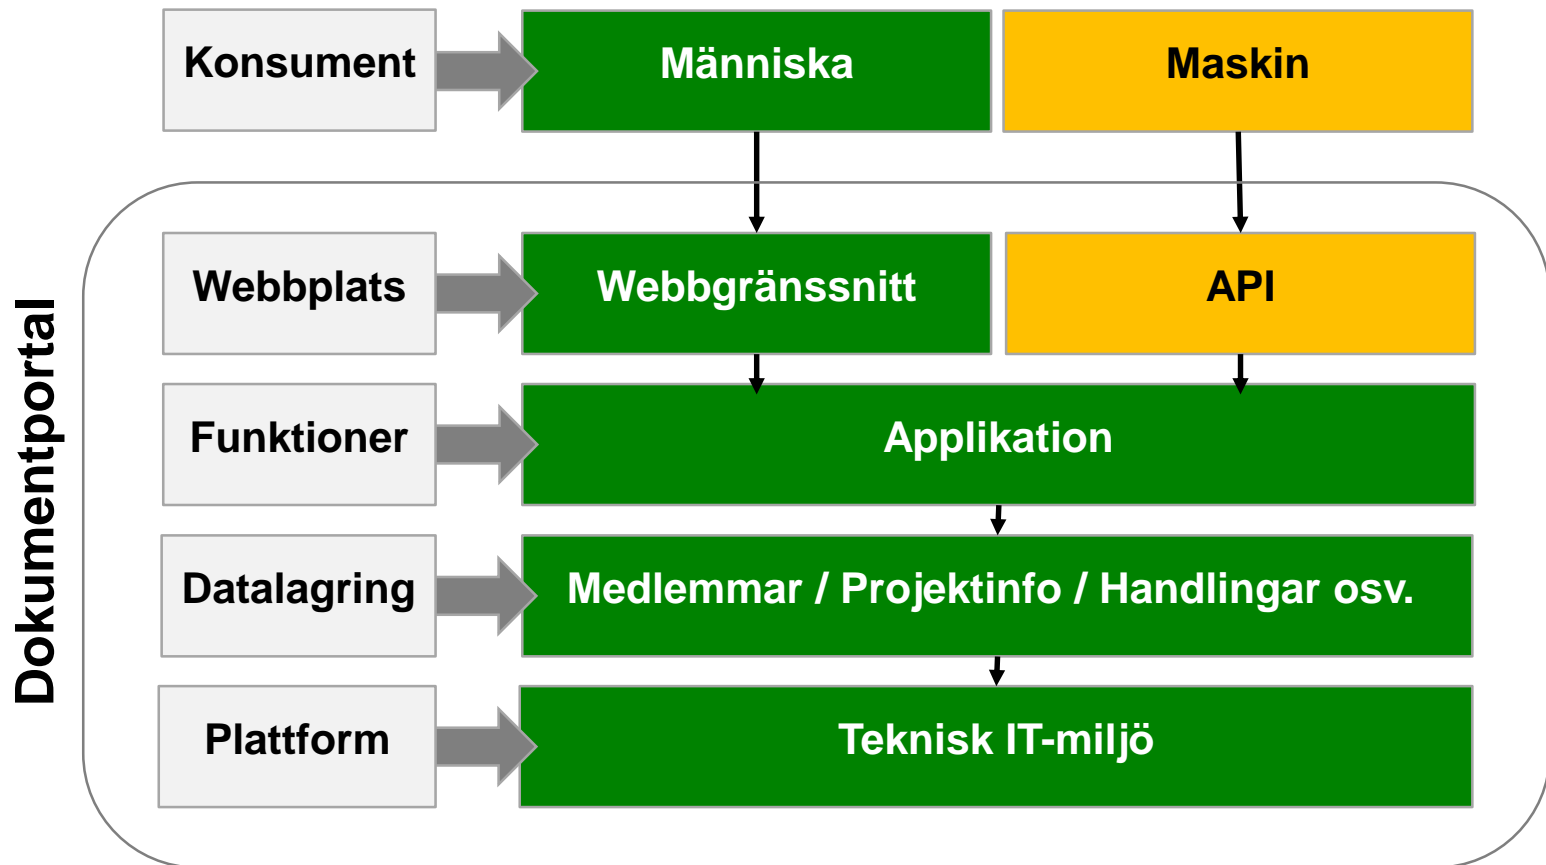 Konsument
Människa
Maskin
Dokumentportal
Webbplats
Webbgränssnitt
API
Funktioner
Applikation
Datalagring
Medlemmar / Projektinfo / Handlingar osv.
Plattform
Teknisk IT-miljö